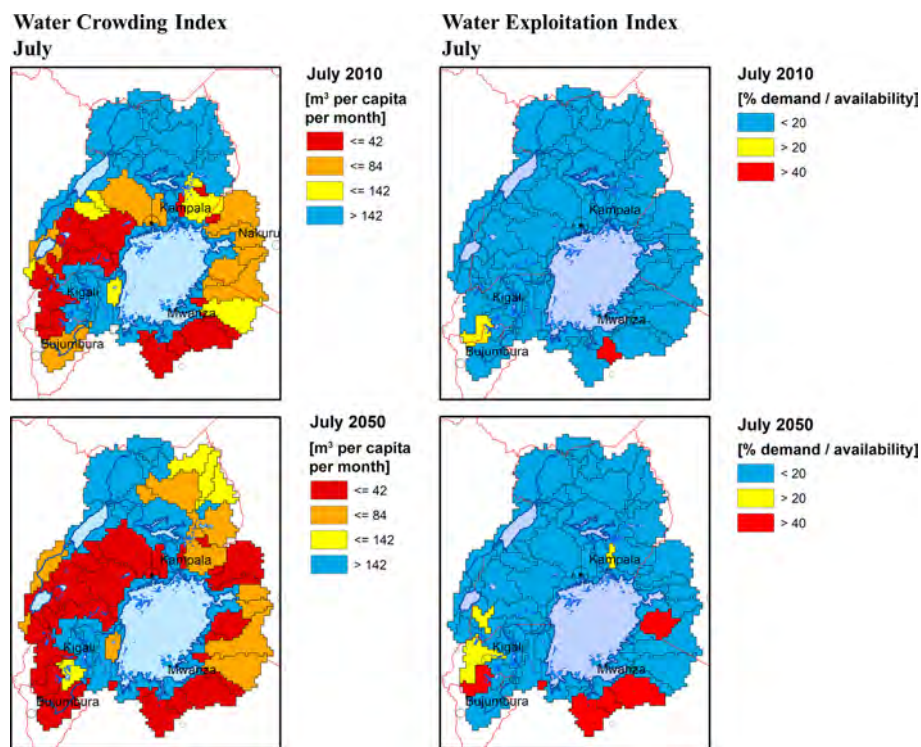 Water Crowding Index
July
July 2010
[m³ per capita
per month]
<= 42
<= 84
<= 142
> 142
Kampala
Nakuru
Kigali
Mwanza
Bujumbura
Water Exploitation Index
July
July 2010
[% demand / availability]
< 20
> 20
> 40
Kampala
Kigali
Mwanza
Bujumbura
July 2050
[m³ per capita
per month]
<= 42
<= 84
<= 142
> 142
Kampala
Kigali
Mwanza
Bujumbura
July 2050
[% demand / availability]
< 20
> 20
> 40
Kampala
Kigali
Mwanza
Bujumbura